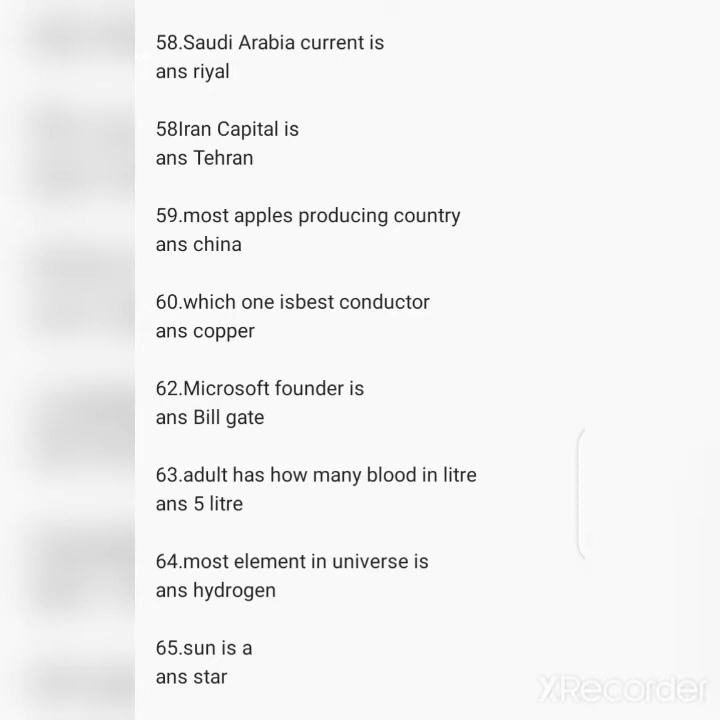 58.Saudi Arabia current is
ans riyal
58Iran Capital is
ans Tehran
59.most apples producing country
ans china
60.which one isbest conductor
ans copper
62.Microsoft founder is
ans Bill gate
63.adult has how many blood in litre
ans 5 litre
64.most element in universe is
ans hydrogen
65.sun is a
ans star
XRecorder